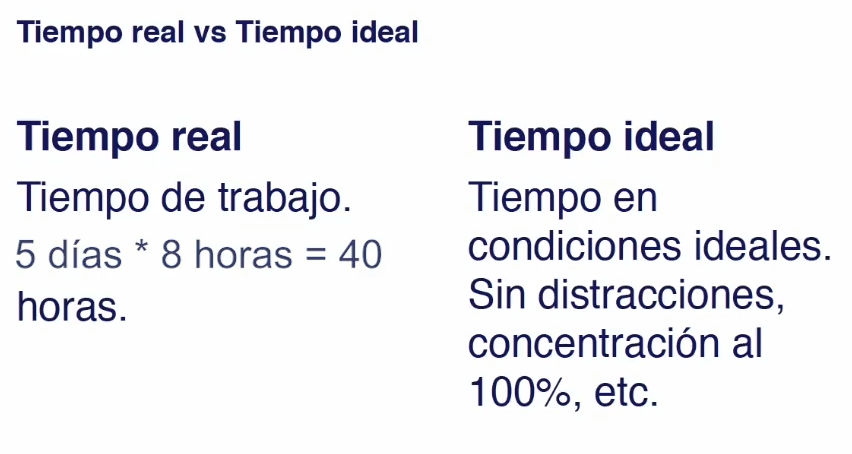 Tiempo real vs Tiempo ideal
Tiempo real
Tiempo de trabajo.
5 días * 8 horas = 40
horas.
Tiempo ideal
Tiempo en
condiciones ideales.
Sin distracciones,
concentración al
100%, etc.